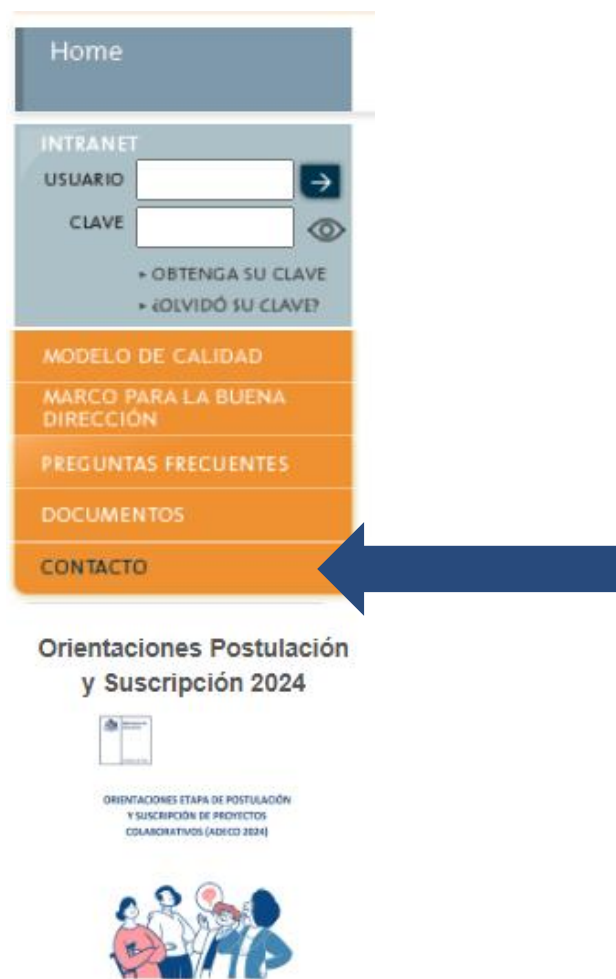 Home
INTRANET
USUARIO
CLAVE
▸ OBTENGA SU CLAVE
▸ ¿OLVIDÓ SU CLAVE?
MODELO DE CALIDAD
MARCO PARA LA BUENA
DIRECCIÓN
PREGUNTAS FRECUENTES
DOCUMENTOS
CONTACTO
Orientaciones Postulación
y Suscripción 2024
ORIENTACIONES ETAPA DE POSTULACIÓN
Y SUSCRIPCIÓN DE PROYECTOS
COLABORATIVOS (ADECO 2024)